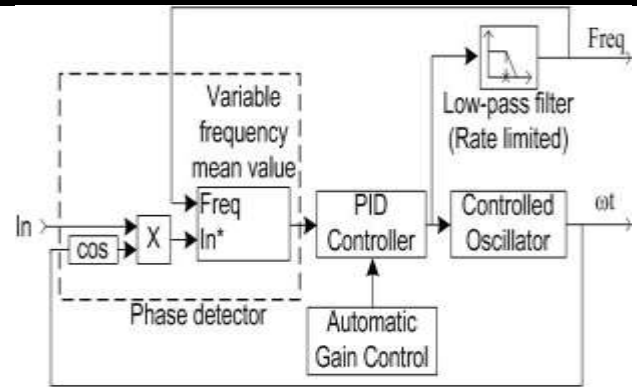 Freq
Variable
frequency
mean value
Low-pass filter
(Rate limited)
Freq
In*
In
cos
X
PID
Controller
Controlled
Oscillator
ωt
Phase detector
Automatic
Gain Control